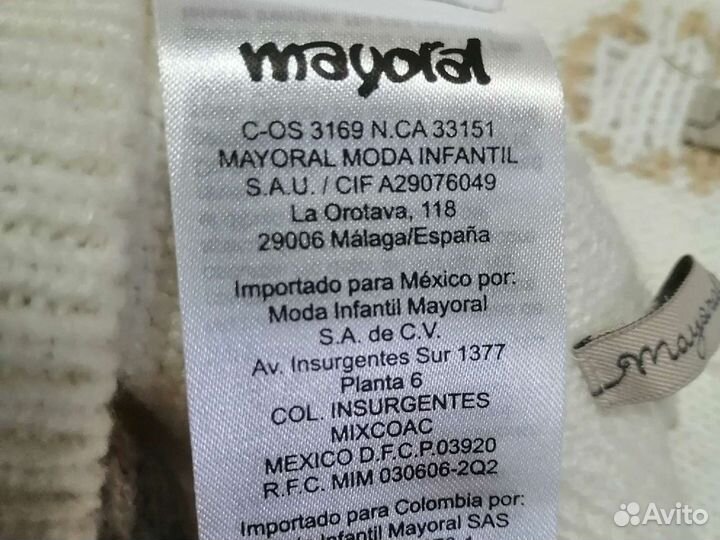 mayoral
C-OS 3169 N.CA 33151
MAYORAL MODA INFANTIL
S.A.U. / CIF A29076049
La Orotava, 118
29006 Málaga/España
Importado para México por:
Moda Infantil Mayoral
S.A. de C.V.
Av. Insurgentes Sur 1377
Planta 6
COL. INSURGENTES
MIXCOAC
MEXICO D.F.C.P.03920
R.F.C. MIM 030606-2Q2
Importado para Colombia por:
Infantil Mayoral SAS
Mayoral
Avito